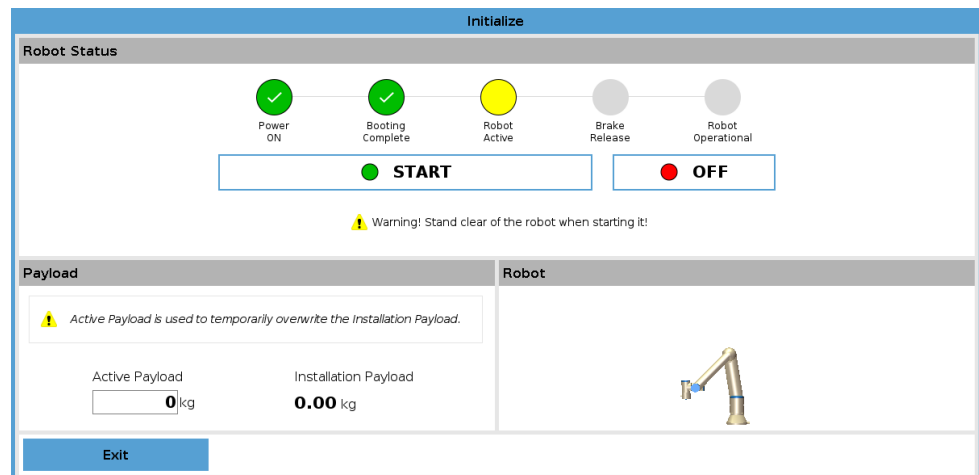 Initialize
Robot Status
Power
ON
Booting
Complete
Robot
Active
Brake
Release
Robot
Operational
START
OFF
Warning! Stand clear of the robot when starting it!
Payload
Robot
Active Payload is used to temporarily overwrite the Installation Payload.
Active Payload
Installation Payload
0 kg
0.00 kg
Exit